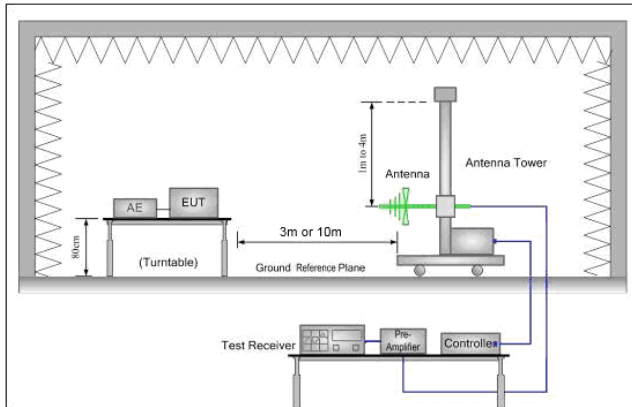 1m to 4m
Antenna
Antenna Tower
AE
EUT
80cm
(Turntable)
3m or 10m
Ground Reference Plane
Test Receiver
Pre-
Amplifier
Controller